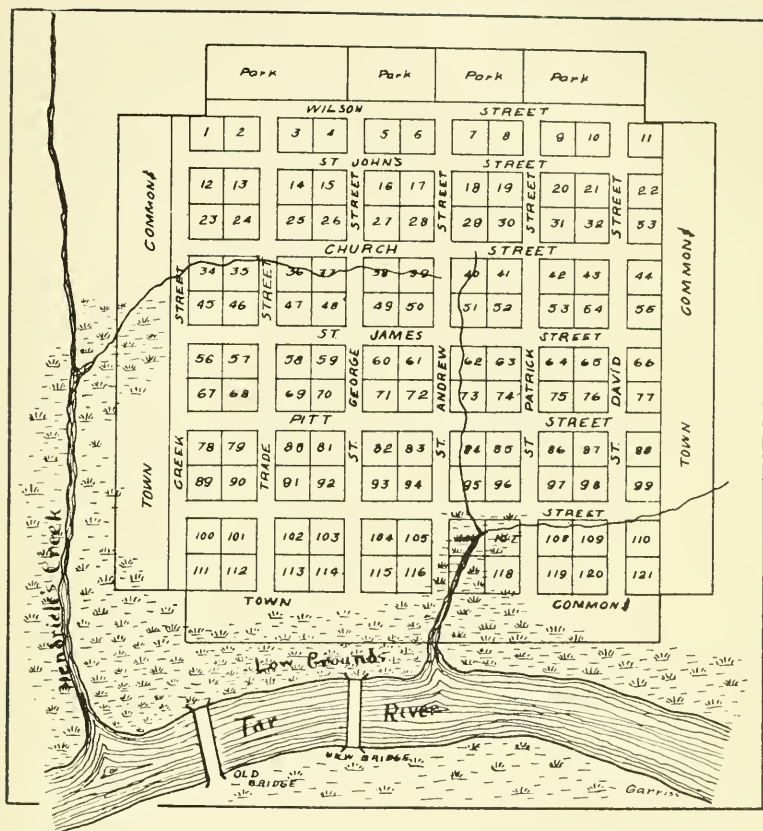 Park Park Park Park
WILSON STREET
1 2 3 4 5 6 7 8 9 10 11
ST JOHN'S STREET
12 13 14 15 16 17 18 19 20 21 22
23 24 25 26 27 28 29 30 31 32 53
CHURCH STREET
34 35 36 37 38 39 40 41 42 43 44
45 46 47 48 49 50 51 52 53 54 55
ST. JAMES STREET
56 57 58 59 60 61 62 63 64 65 66
67 68 69 70 71 72 73 74 75 76 77
PITT STREET
78 79 80 81 82 83 84 85 86 87 88
89 90 91 92 93 94 95 96 97 98 99
STREET
100 101 102 103 104 105 107 108 109 110
111 112 113 114 115 116 118 119 120 121
TOWN COMMONS
TOWN COMMONS
CREEK STREET
TRADE STREET
GEORGE STREET
ST.
ANDREW STREET
ST.
PATRICK STREET
ST
DAVID STREET
ST.
TOWN COMMONS
Hendrick's Creek
Low Grounds
Tar River
NEW BRIDGE
OLD
BRIDGE